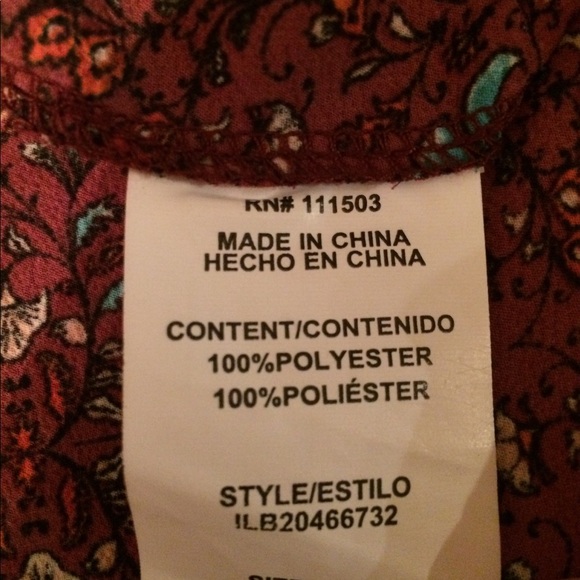 RN# 111503
MADE IN CHINA
HECHO EN CHINA
CONTENT/CONTENIDO
100%POLYESTER
100%POLIÉSTER
STYLE/ESTILO
ILB20466732